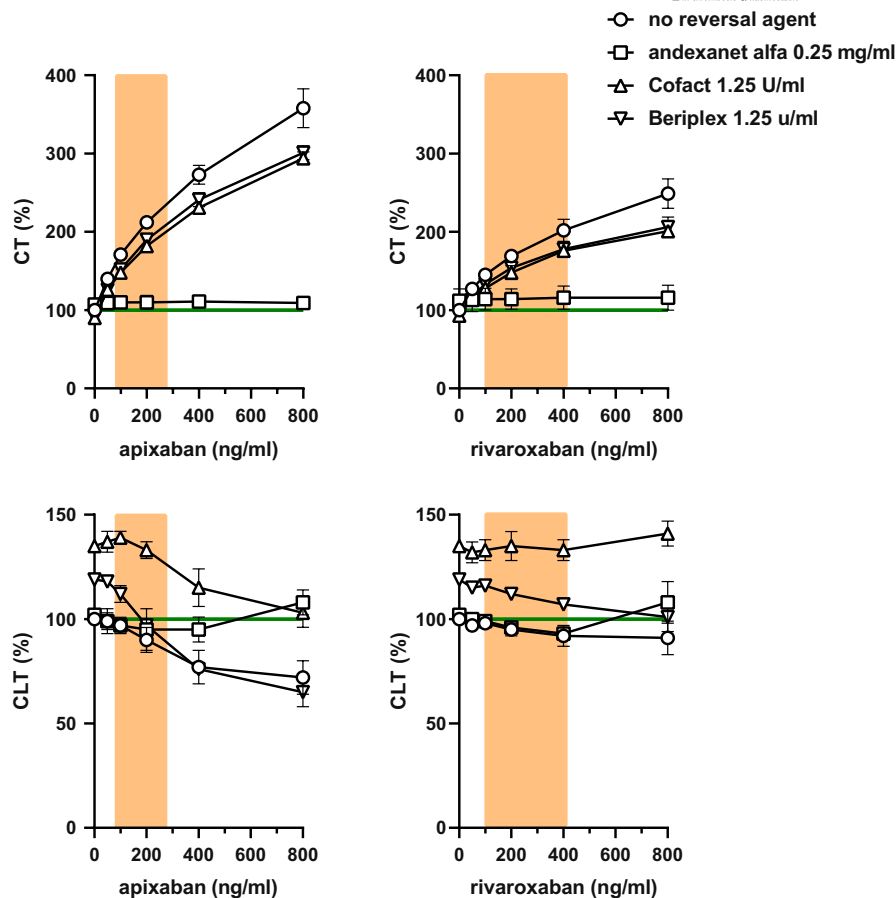 no reversal agent
andexanet alfa 0.25 mg/ml
Cofact 1.25 U/ml
Beriplex 1.25 u/ml
CT (%)
400
300
200
100
0
0 200 400 600 800
apixaban (ng/ml)
CT (%)
400
300
200
100
0
0 200 400 600 800
rivaroxaban (ng/ml)
CLT (%)
150
100
50
0
0 200 400 600 800
apixaban (ng/ml)
CLT (%)
150
100
50
0
0 200 400 600 800
rivaroxaban (ng/ml)